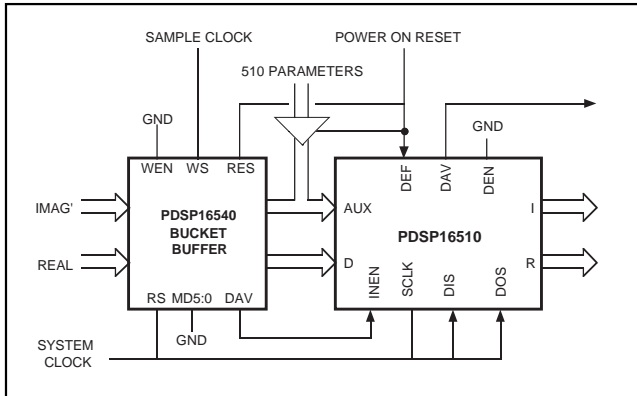 SAMPLE CLOCK
POWER ON RESET
510 PARAMETERS
GND
GND
WEN WS RES
DEF DAV DEN
IMAG'
PDSP16540
BUCKET
BUFFER
AUX
PDSP16510
I
REAL
D
R
INEN SCLK DIS DOS
RS MD5:0 DAV
GND
SYSTEM
CLOCK